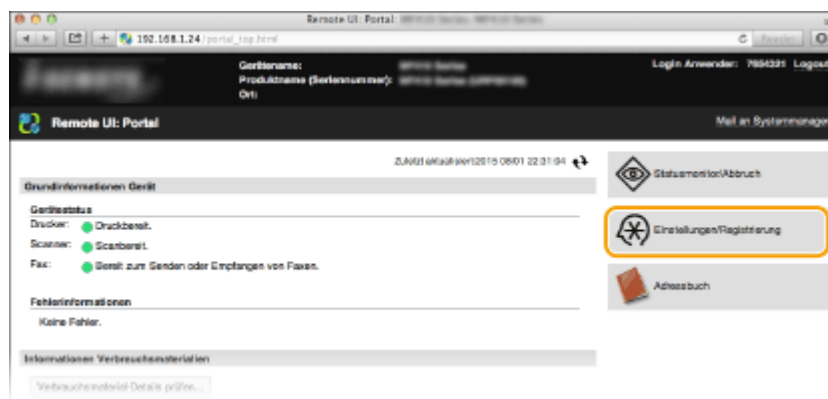 Remote UI: Portal:
192.168.1.24/portal_top.html
Reader
Gerätename:
Produktname (Seriennummer):
Ort:
Login Anwender: 7654321 Logout
Remote UI: Portal
Mail an Systemmanager
Zuletzt aktualisiert:2015 08/01 22:31:04
Grundinformationen Gerät
Gerätestatus
Drucker: Druckbereit.
Scanner: Scanbereit.
Fax: Bereit zum Senden oder Empfangen von Faxen.
Fehlerinformationen
Keine Fehler.
Informationen Verbrauchsmaterialien
Verbrauchsmaterial-Details prüfen...
Statusmonitor/Abbruch
Einstellungen/Registrierung
Adressbuch